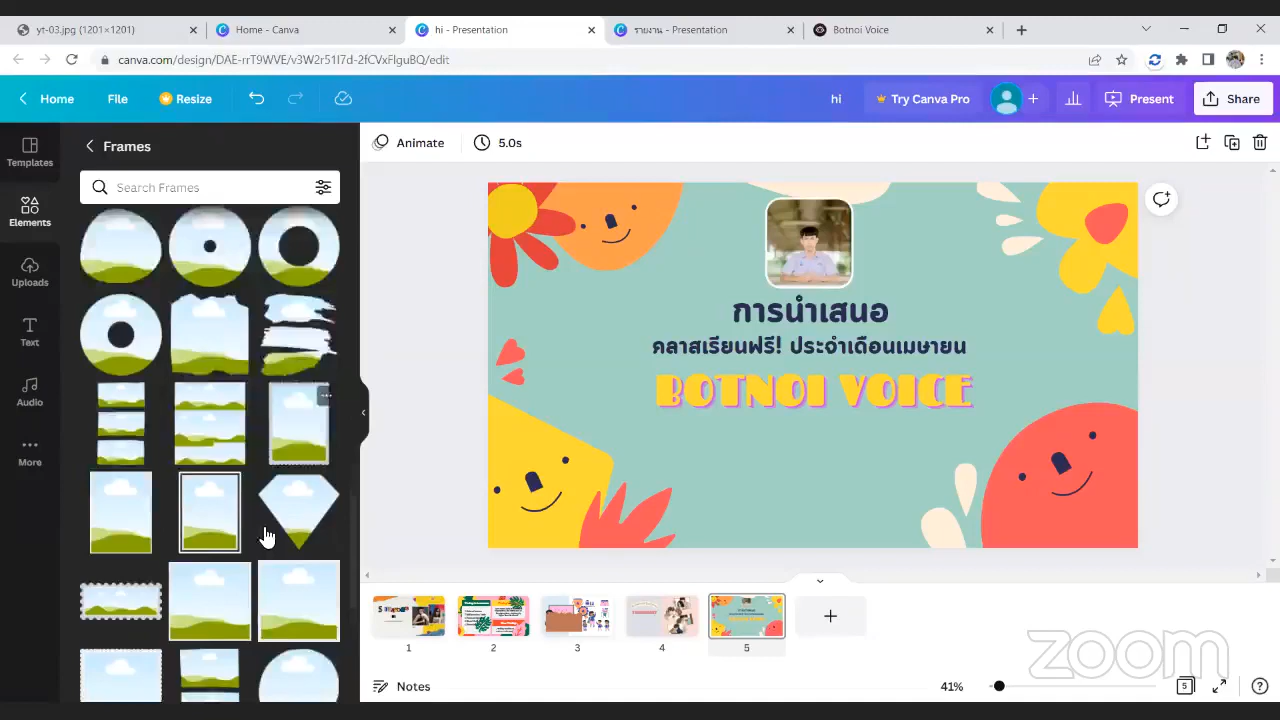 yt-03.jpg (1201×1201)
Home - Canva
hi - Presentation
รายงาน - Presentation
Botnoi Voice
canva.com/design/DAE-rrT9WVE/v3W2r51I7d-2fCVxFIguBQ/edit
Home
File
Resize
hi
Try Canva Pro
Present
Share
Templates
Elements
Uploads
Text
Audio
More
Frames
Search Frames
Animate
5.0s
การนำเสนอ
คลาสเรียนฟรี! ประจำเดือนเมษายน
BOTNOI VOICE
1
2
3
4
5
Notes
41%
5
zoom